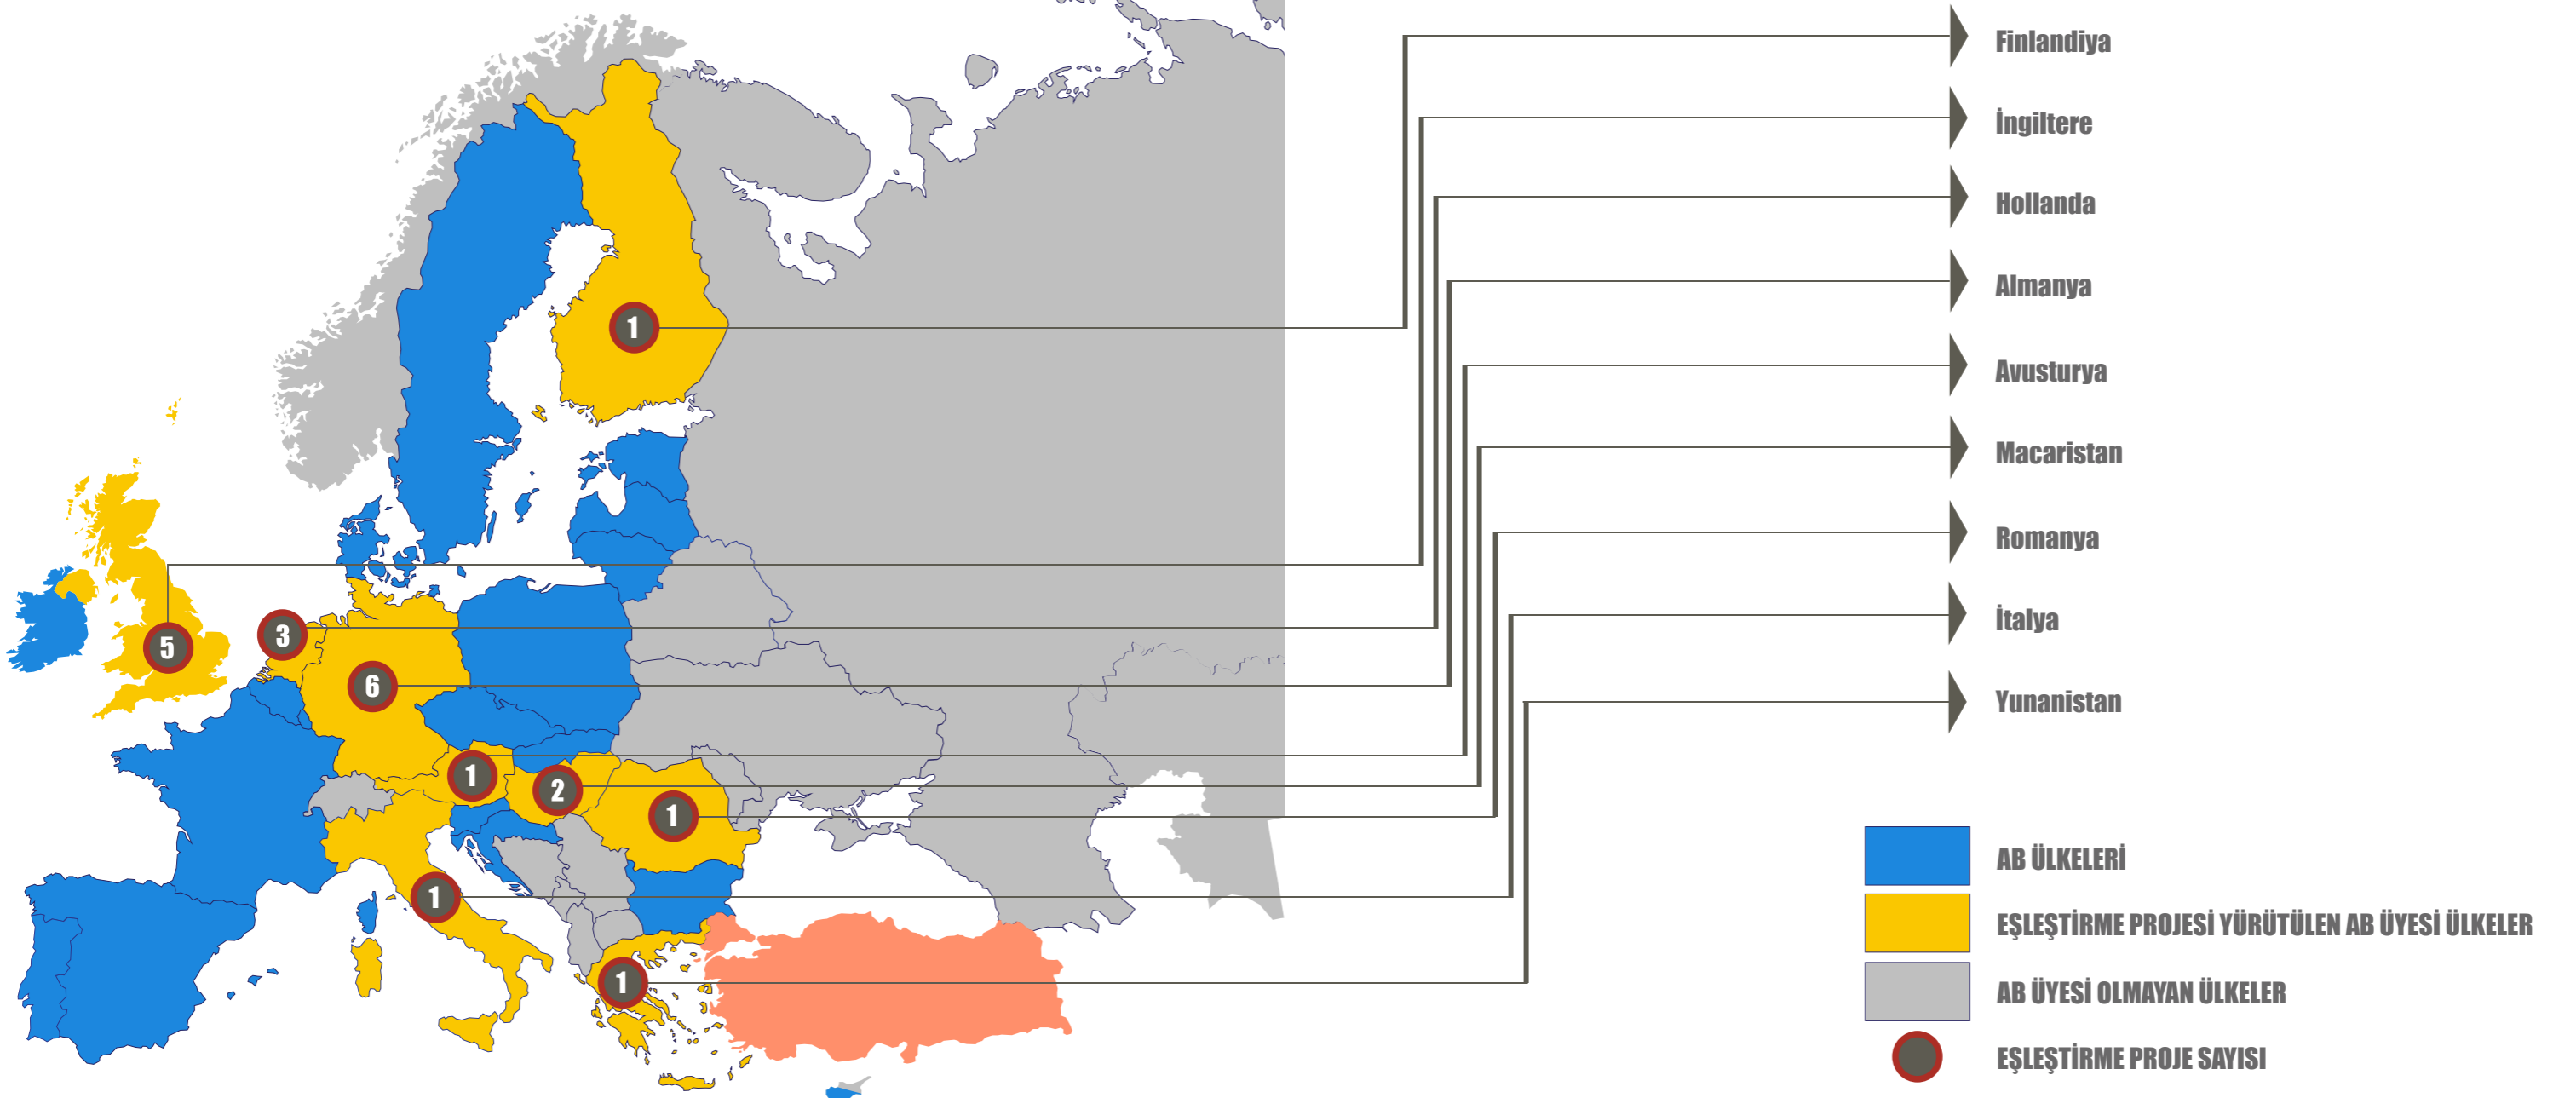 Finlandiya
İngiltere
Hollanda
Almanya
Avusturya
Macaristan
Romanya
İtalya
Yunanistan
1
5
3
6
1
2
1
1
1
AB ÜLKELERİ
EŞLEŞTİRME PROJESİ YÜRÜTÜLEN AB ÜYESİ ÜLKELER
AB ÜYESİ OLMAYAN ÜLKELER
EŞLEŞTİRME PROJE SAYISI